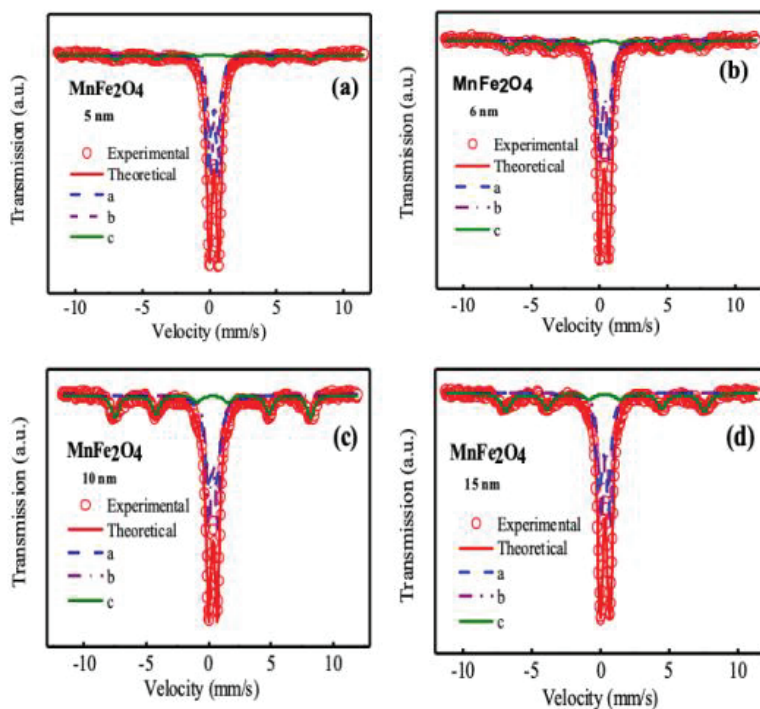 Transmission (a.u.)
(a)
MnFe₂O₄
5 nm
Experimental
Theoretical
a
b
c
-10 -5 0 5 10
Velocity (mm/s)
Transmission (a.u.)
(b)
MnFe₂O₄
6 nm
Experimental
Theoretical
a
b
c
-10 -5 0 5 10
Velocity (mm/s)
Transmission (a.u.)
(c)
MnFe₂O₄
10 nm
Experimental
Theoretical
a
b
c
-10 -5 0 5 10
Velocity (mm/s)
Transmission (a.u.)
(d)
MnFe₂O₄
15 nm
Experimental
Theoretical
a
b
c
-10 -5 0 5 10
Velocity (mm/s)